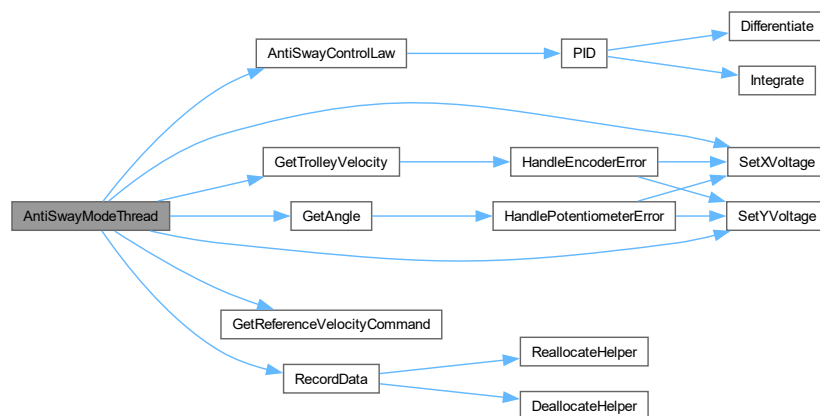 Differentiate
AntiSwayControlLaw
PID
Integrate
GetTrolleyVelocity
HandleEncoderError
SetXVoltage
AntiSwayModeThread
GetAngle
HandlePotentiometerError
SetYVoltage
GetReferenceVelocityCommand
ReallocateHelper
RecordData
DeallocateHelper